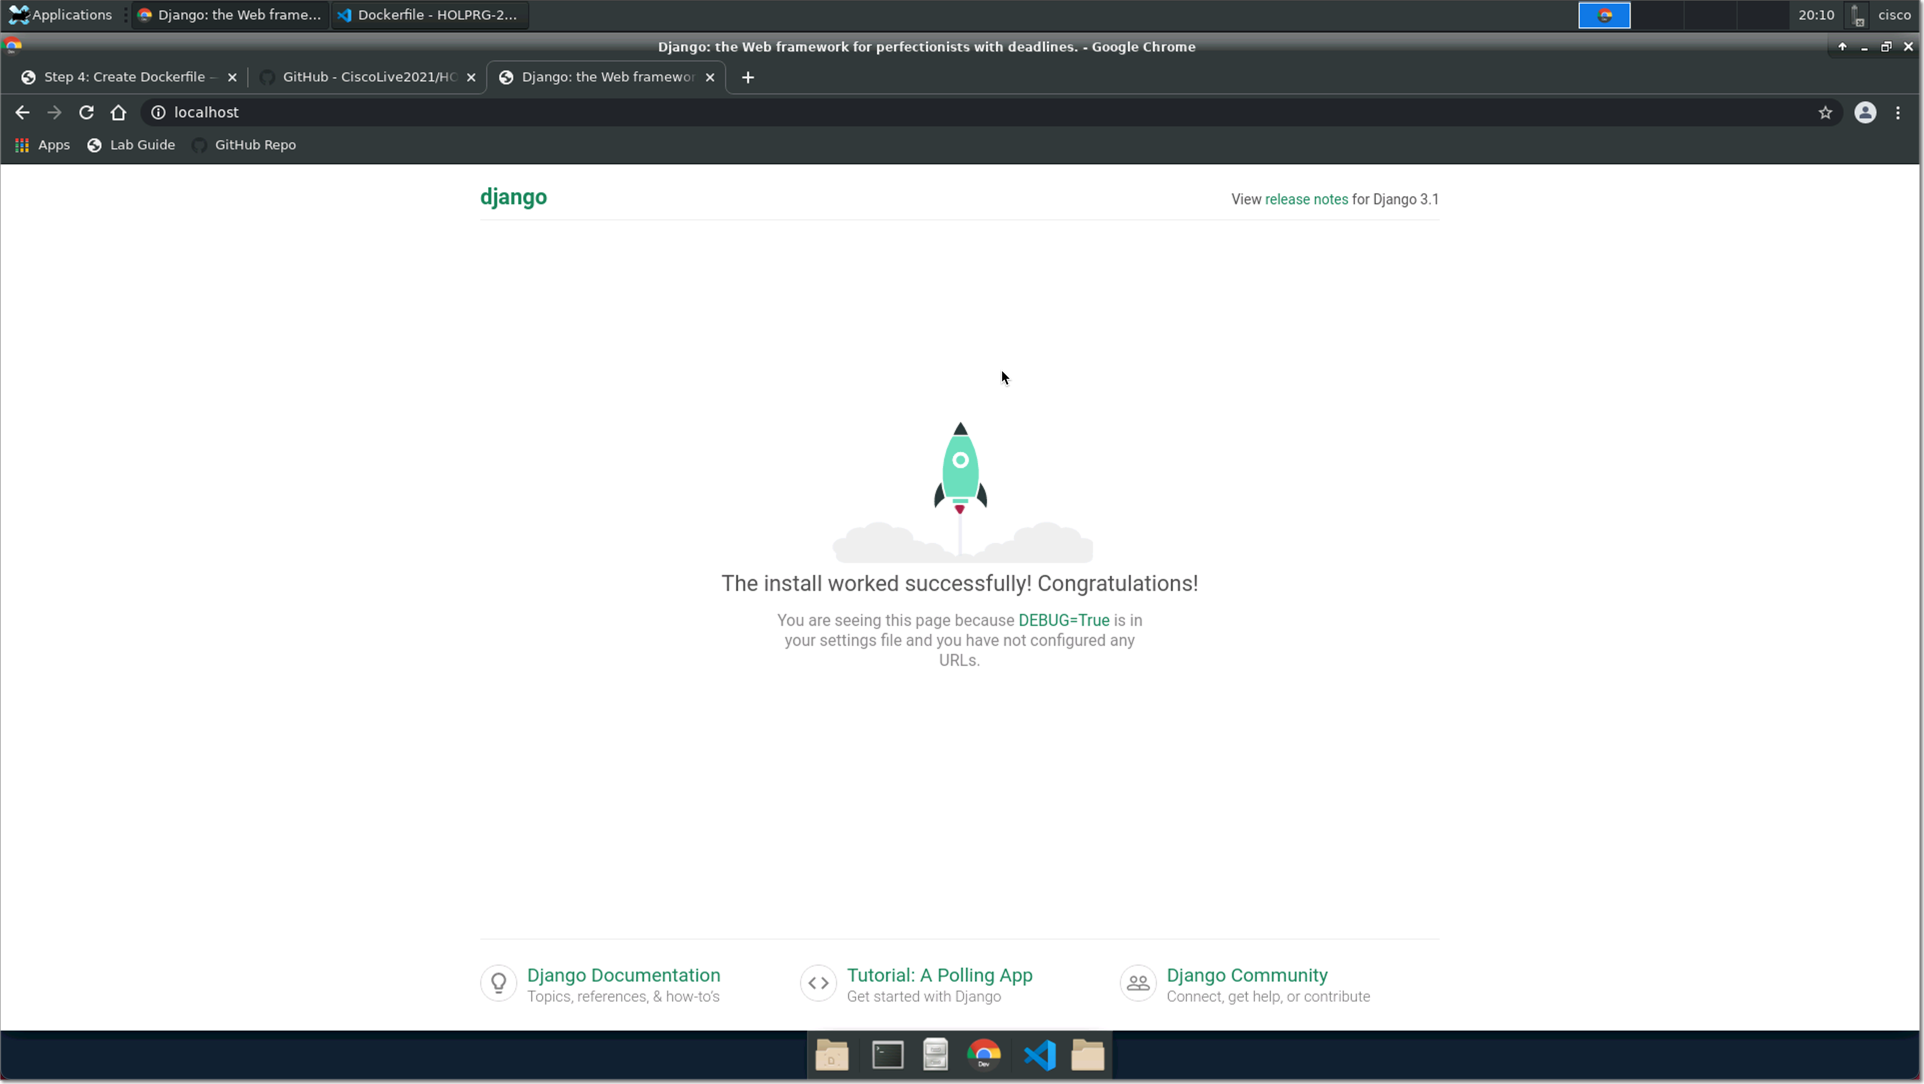 Applications
Django: the Web frame...
Dockerfile - HOLPRG-2...
20:10
cisco
Django: the Web framework for perfectionists with deadlines. - Google Chrome
Step 4: Create Dockerfile —
GitHub - CiscoLive2021/HO
Django: the Web framewor
localhost
Apps
Lab Guide
GitHub Repo
django
View release notes for Django 3.1
The install worked successfully! Congratulations!
You are seeing this page because DEBUG=True is in
your settings file and you have not configured any
URLs.
Django Documentation
Topics, references, & how-to's
Tutorial: A Polling App
Get started with Django
Django Community
Connect, get help, or contribute
D
Dev